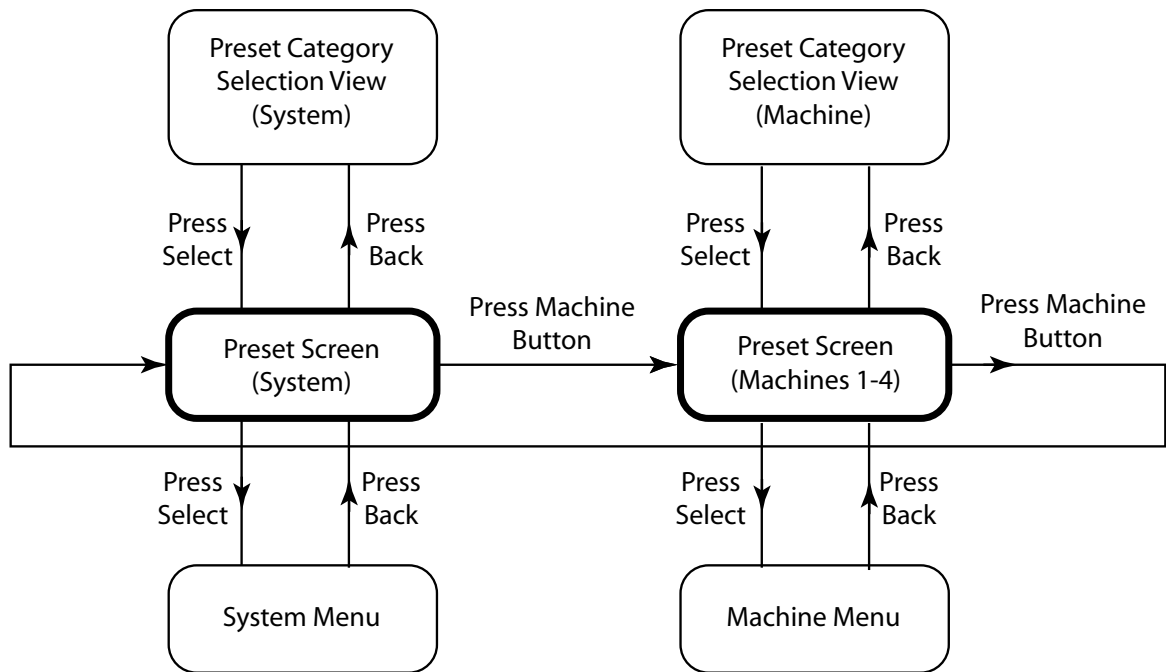 Preset Category
Selection View
(System)
Preset Category
Selection View
(Machine)
Press
Select
Press
Back
Press
Select
Press
Back
Press Machine
Button
Press Machine
Button
Preset Screen
(System)
Preset Screen
(Machines 1-4)
Press
Select
Press
Back
Press
Select
Press
Back
System Menu
Machine Menu